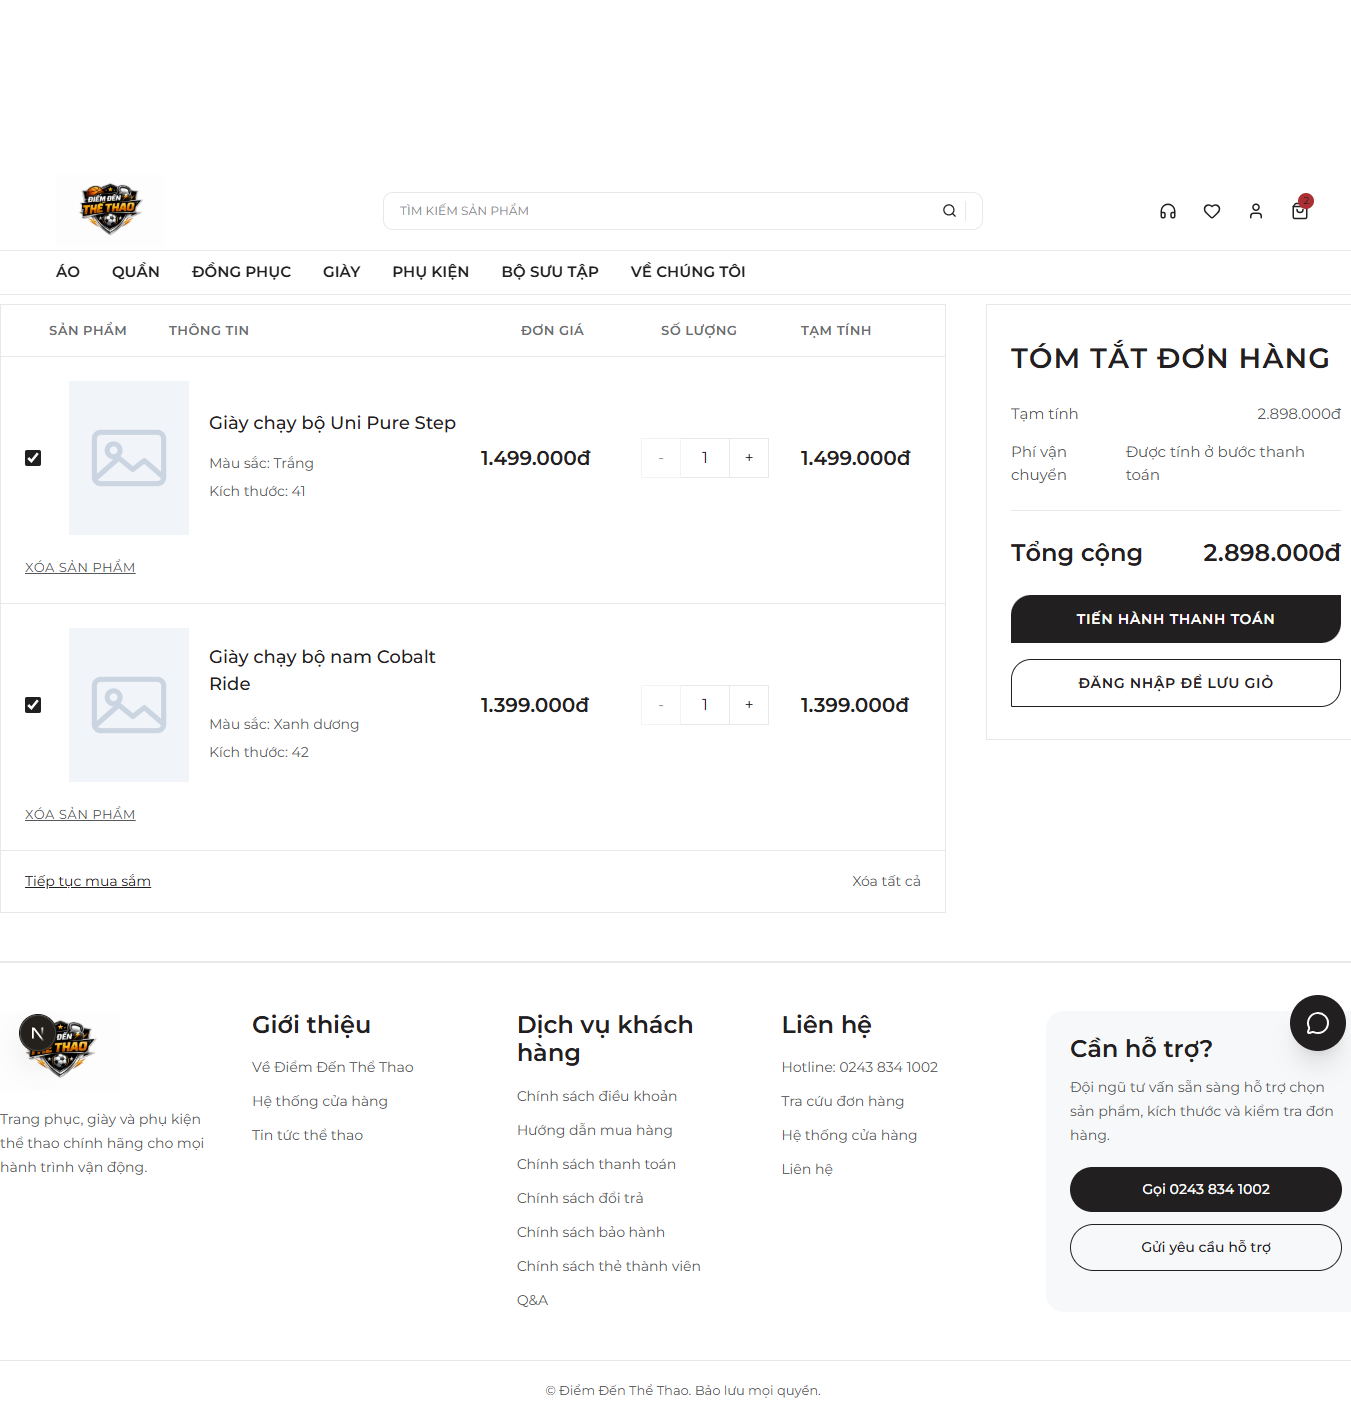 ĐIỂM ĐẾN
THỂ THAO
TÌM KIẾM SẢN PHẨM
2
ÁO QUẦN ĐỒNG PHỤC GIÀY PHỤ KIỆN BỘ SƯU TẬP VỀ CHÚNG TÔI
SẢN PHẨM THÔNG TIN ĐƠN GIÁ SỐ LƯỢNG TẠM TÍNH
Giày chạy bộ Uni Pure Step
Màu sắc: Trắng
Kích thước: 41
1.499.000đ - 1 + 1.499.000đ
XÓA SẢN PHẨM
Giày chạy bộ nam Cobalt
Ride
Màu sắc: Xanh dương
Kích thước: 42
1.399.000đ - 1 + 1.399.000đ
XÓA SẢN PHẨM
Tiếp tục mua sắm Xóa tất cả
TÓM TẮT ĐƠN HÀNG
Tạm tính 2.898.000đ
Phí vận
chuyển
Được tính ở bước thanh
toán
Tổng cộng 2.898.000đ
TIẾN HÀNH THANH TOÁN
ĐĂNG NHẬP ĐỂ LƯU GIỎ
N
ĐẾN
THỂ THAO
Trang phục, giày và phụ kiện
thể thao chính hãng cho mọi
hành trình vận động.
Giới thiệu
Về Điểm Đến Thể Thao
Hệ thống cửa hàng
Tin tức thể thao
Dịch vụ khách
hàng
Chính sách điều khoản
Hướng dẫn mua hàng
Chính sách thanh toán
Chính sách đổi trả
Chính sách bảo hành
Chính sách thẻ thành viên
Q&A
Liên hệ
Hotline: 0243 834 1002
Tra cứu đơn hàng
Hệ thống cửa hàng
Liên hệ
Cần hỗ trợ?
Đội ngũ tư vấn sẵn sàng hỗ trợ chọn
sản phẩm, kích thước và kiểm tra đơn
hàng.
Gọi 0243 834 1002
Gửi yêu cầu hỗ trợ
© Điểm Đến Thể Thao. Bảo lưu mọi quyền.